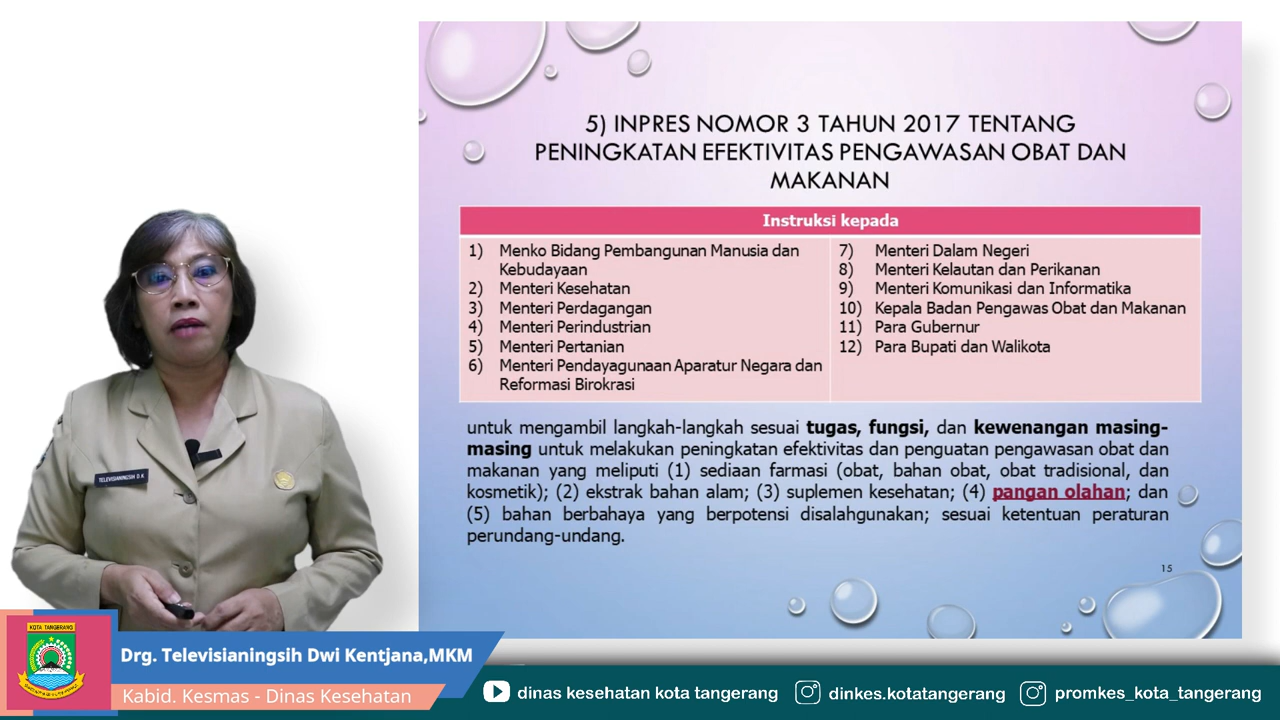 5) INPRES NOMOR 3 TAHUN 2017 TENTANG
PENINGKATAN EFEKTIVITAS PENGAWASAN OBAT DAN
MAKANAN
Instruksi kepada
1) Menko Bidang Pembangunan Manusia dan
Kebudayaan
2) Menteri Kesehatan
3) Menteri Perdagangan
4) Menteri Perindustrian
5) Menteri Pertanian
6) Menteri Pendayagunaan Aparatur Negara dan
Reformasi Birokrasi
7) Menteri Dalam Negeri
8) Menteri Kelautan dan Perikanan
9) Menteri Komunikasi dan Informatika
10) Kepala Badan Pengawas Obat dan Makanan
11) Para Gubernur
12) Para Bupati dan Walikota
untuk mengambil langkah-langkah sesuai tugas, fungsi, dan kewenangan masing-
masing untuk melakukan peningkatan efektivitas dan penguatan pengawasan obat dan
makanan yang meliputi (1) sediaan farmasi (obat, bahan obat, obat tradisional, dan
kosmetik); (2) ekstrak bahan alam; (3) suplemen kesehatan; (4) pangan olahan; dan
(5) bahan berbahaya yang berpotensi disalahgunakan; sesuai ketentuan peraturan
perundang-undang.
15
TELEVISIANINGSIH D.K
KOTA TANGERANG
Drg. Televisianingsih Dwi Kentjana,MKM
Kabid. Kesmas - Dinas Kesehatan
dinas kesehatan kota tangerang
dinkes.kotatangerang
promkes_kota_tangerang